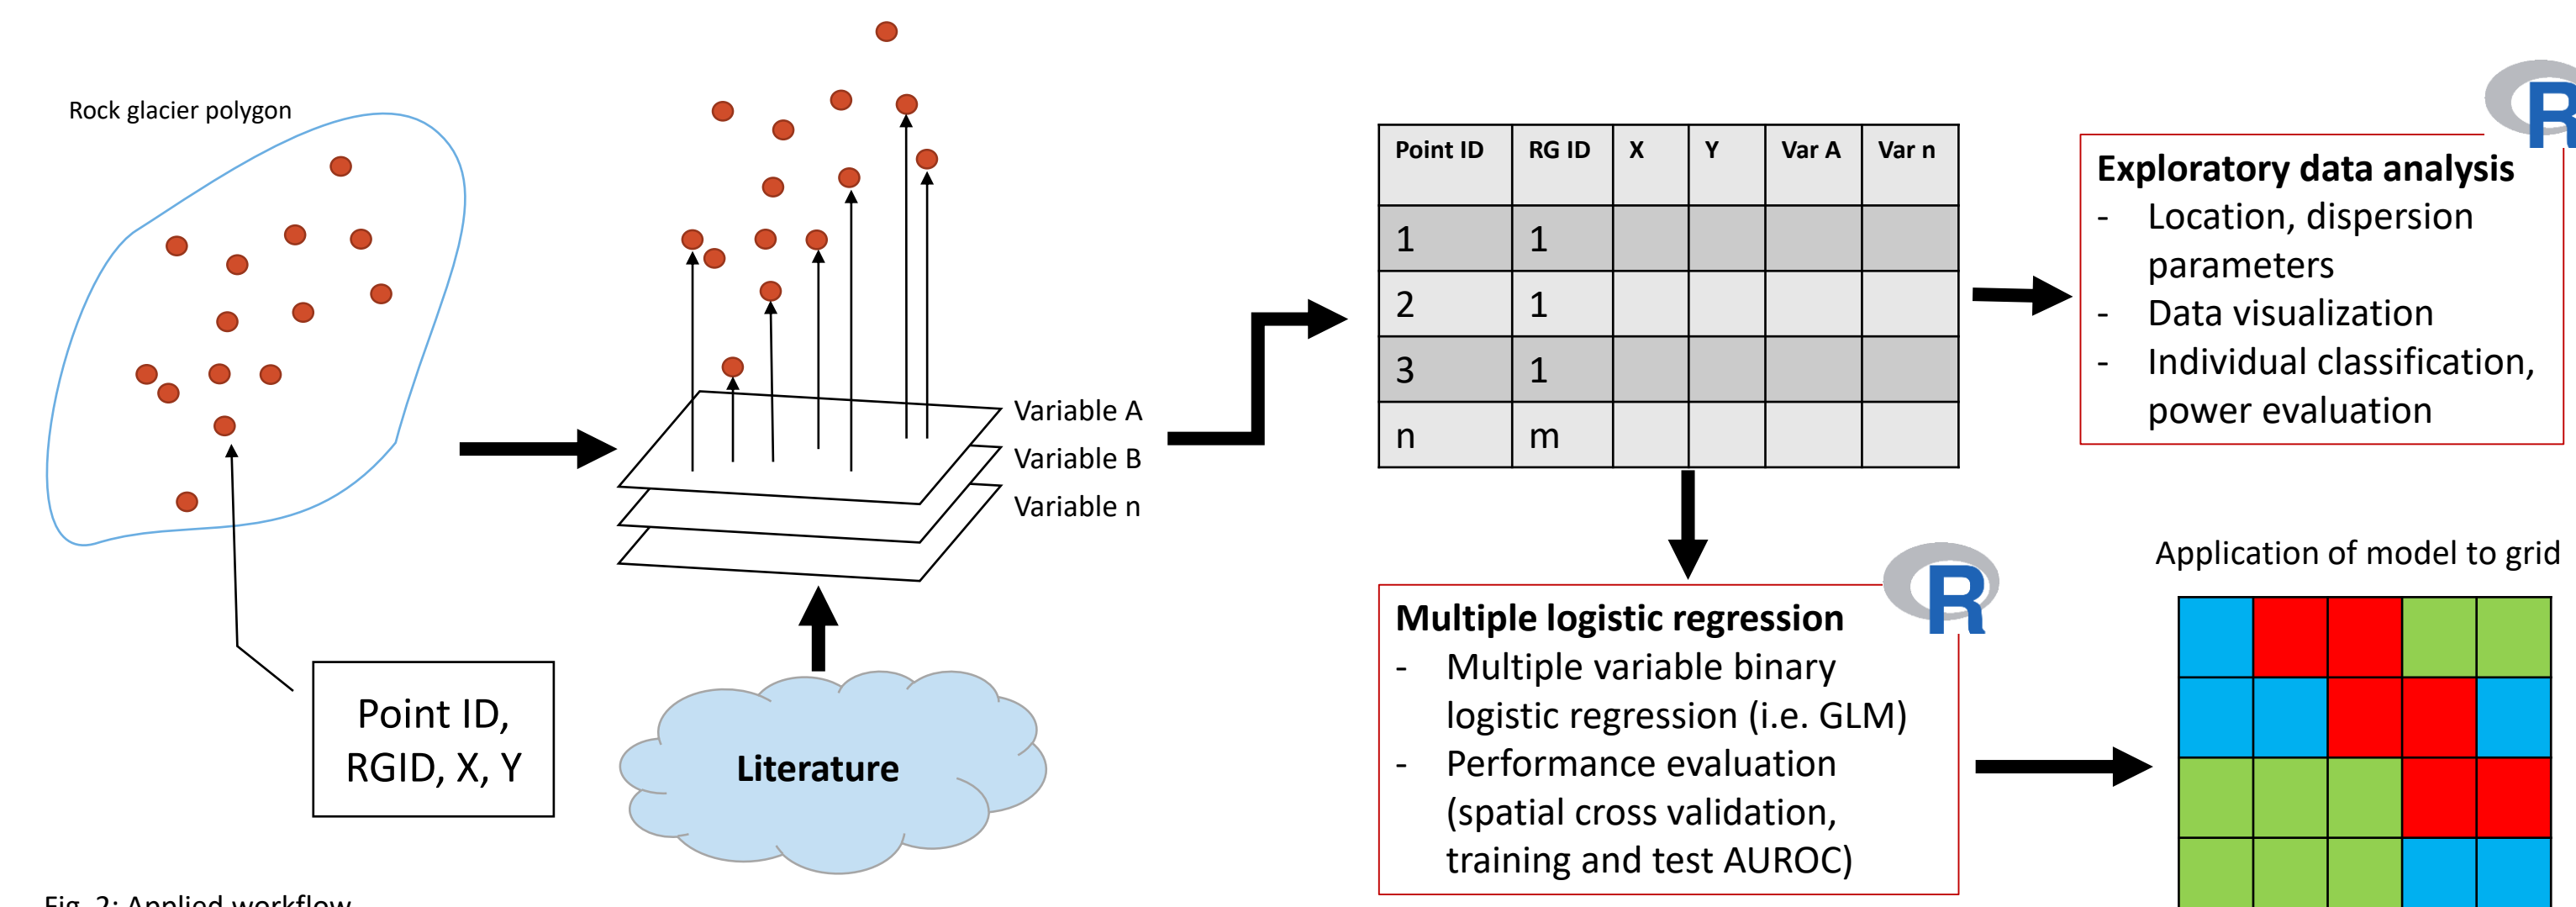 Rock glacier polygon
Point ID,
RGID, X, Y
Variable A
Variable B
Variable n
Literature
Point ID RG ID X Y Var A Var n
1 1
2 1
3 1
n m
R
Exploratory data analysis
- Location, dispersion
parameters
- Data visualization
- Individual classification,
power evaluation
R
Multiple logistic regression
- Multiple variable binary
logistic regression (i.e. GLM)
- Performance evaluation
(spatial cross validation,
training and test AUROC)
Application of model to grid
Fig. 2: Applied workflow